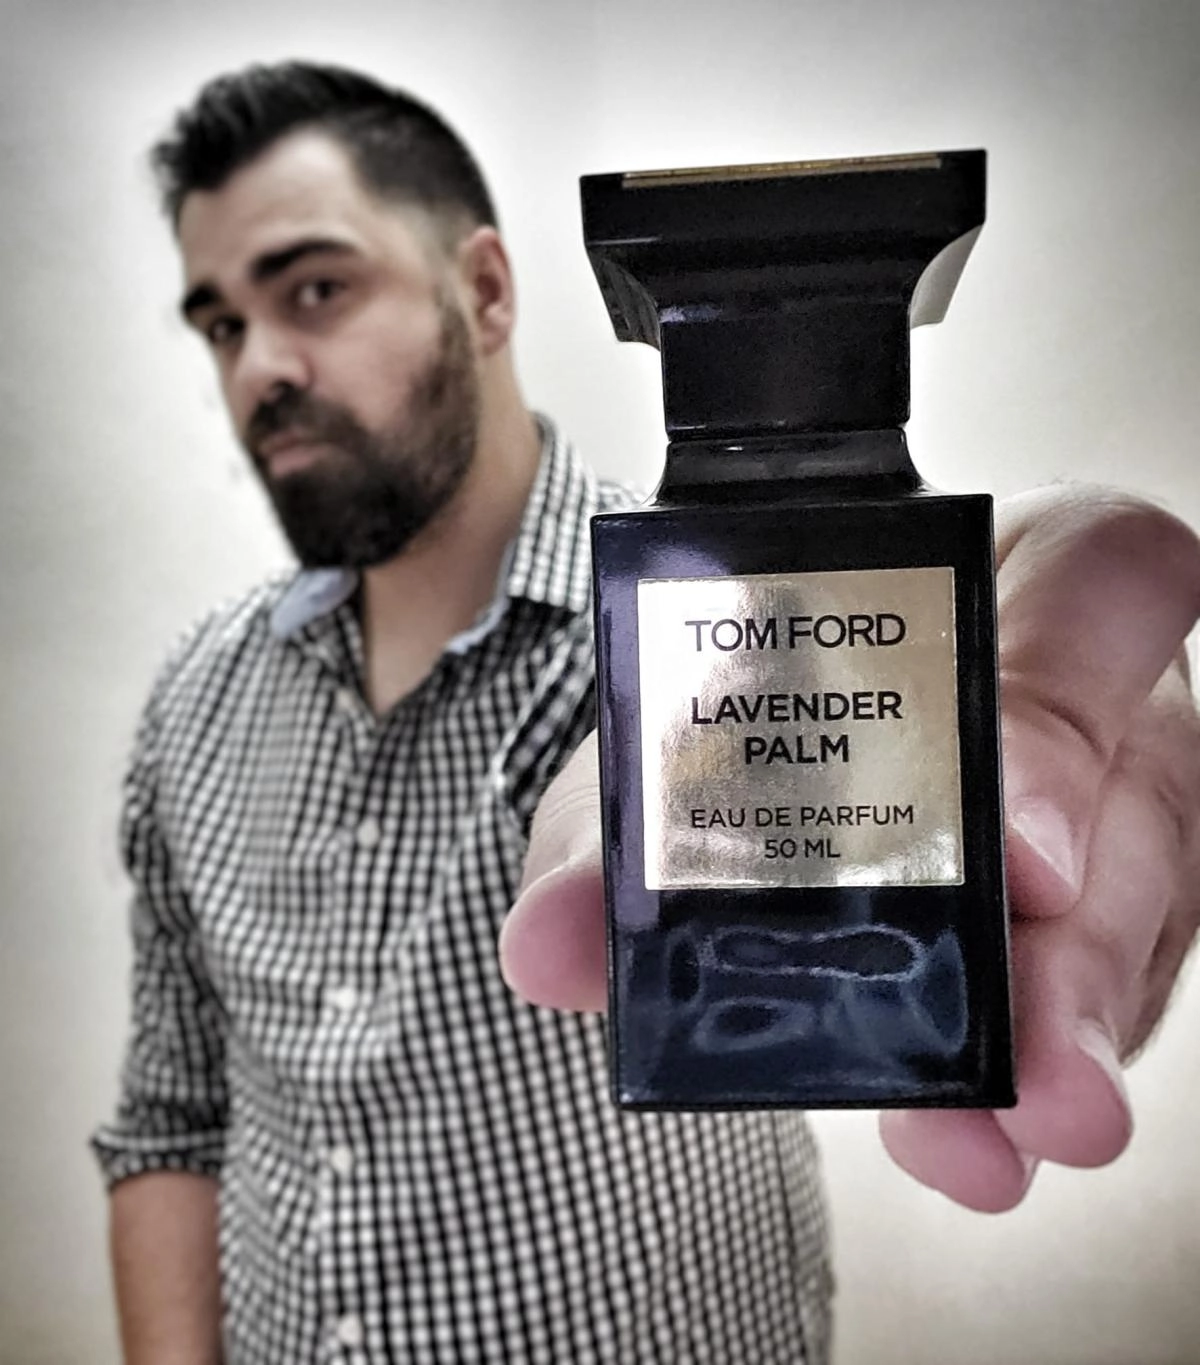 TOM FORD
LAVENDER
PALM
EAU DE PARFUM
50 ML